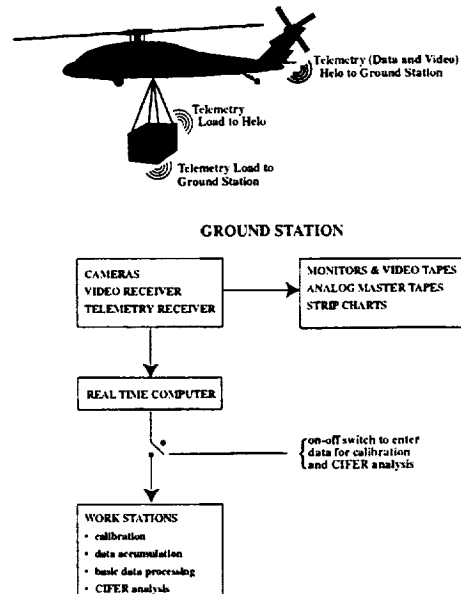 Telemetry (Data and Video)
Helo to Ground Station
Telemetry
Load to Helo
Telemetry Load to
Ground Station
GROUND STATION
CAMERAS
VIDEO RECEIVER
TELEMETRY RECEIVER
MONITORS & VIDEO TAPES
ANALOG MASTER TAPES
STRIP CHARTS
REAL TIME COMPUTER
on-off switch to enter
data for calibration
and CIFER analysis
WORK STATIONS
• calibration
• data accumulation
• basic data processing
• CIFER analysis